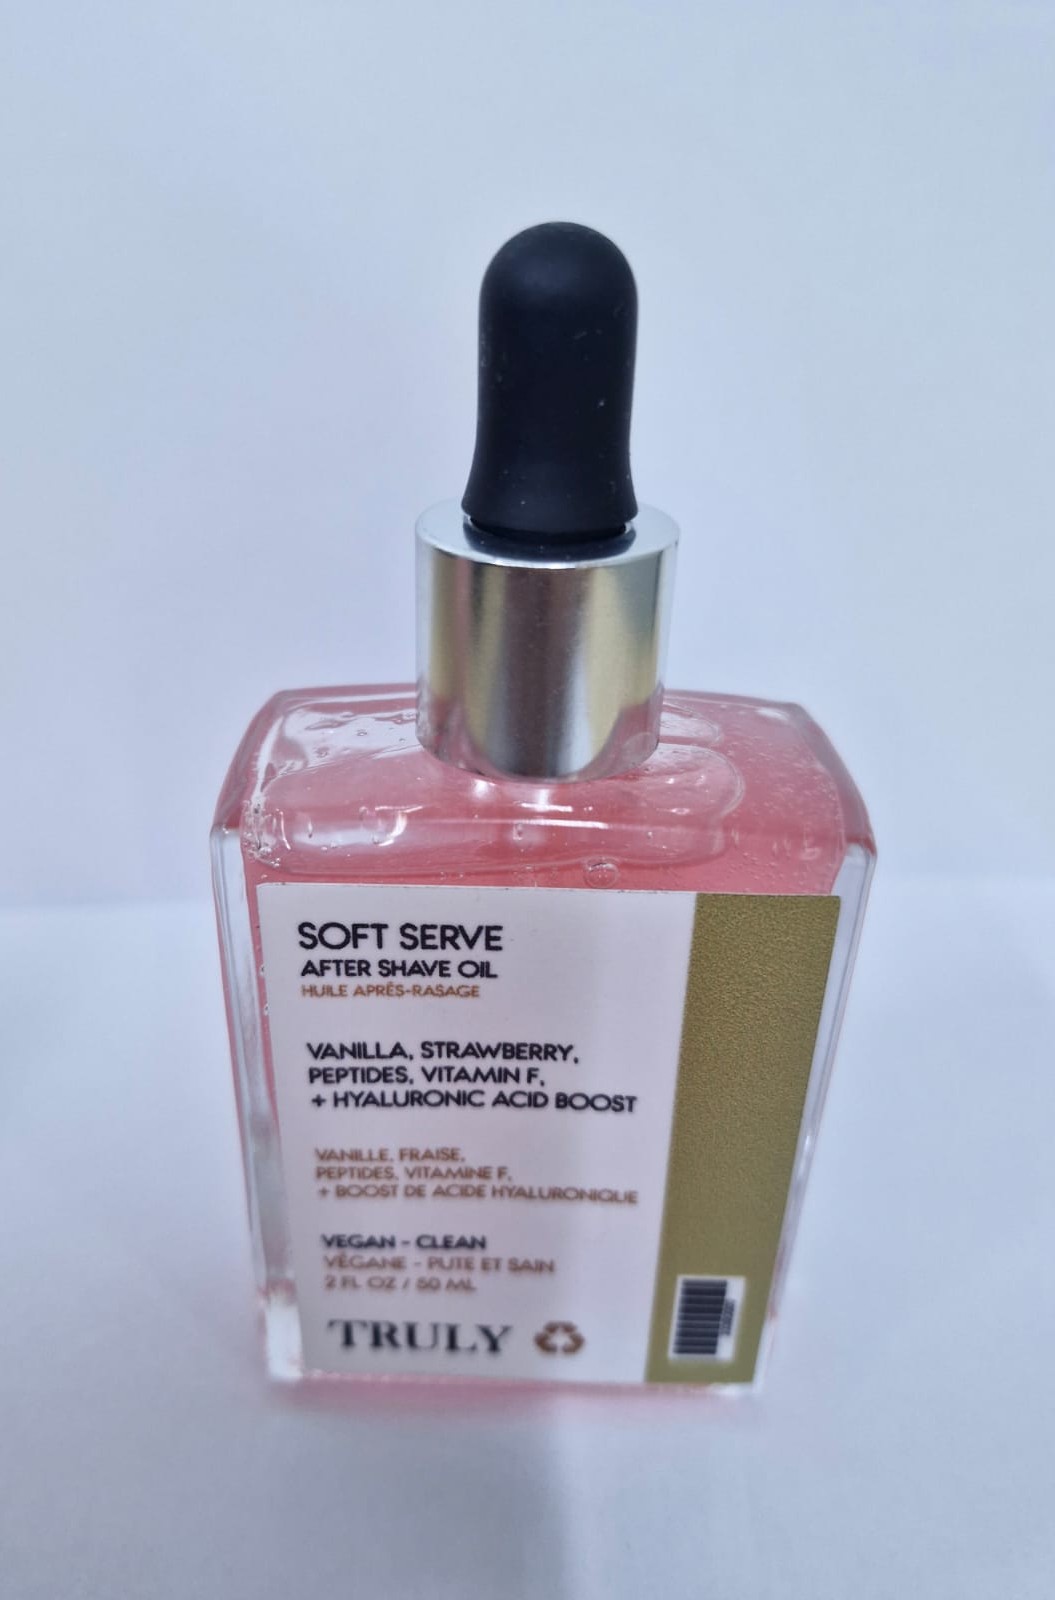 SOFT SERVE
AFTER SHAVE OIL
HUILE APRÊS-RASAGE
VANILLA, STRAWBERRY,
PEPTIDES, VITAMIN F,
+ HYALURONIC ACID BOOST
VANILLE, FRAISE,
PEPTIDES, VITAMINE F,
+ BOOST DE ACIDE HYALURONIQUE
VEGAN - CLEAN
VÉGANE - PUTE ET SAIN
2 FL OZ / 50 ML
TRULY